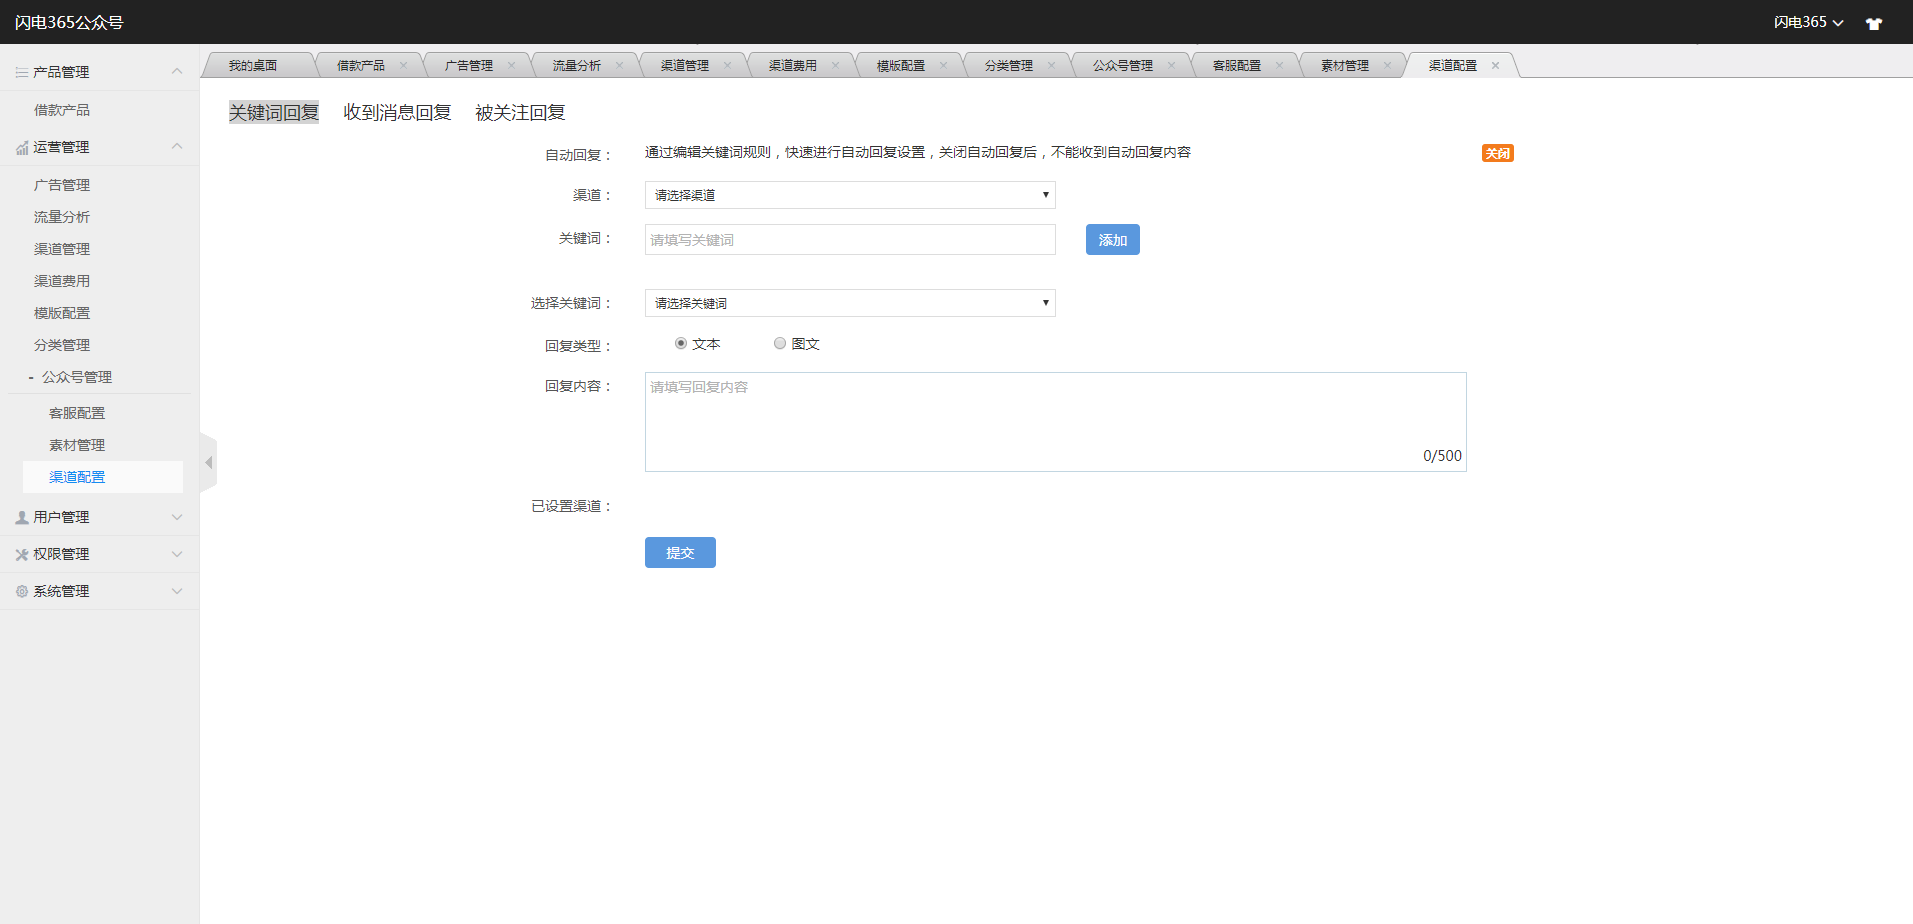 闪电365公众号
闪电365
产品管理
借款产品
运营管理
广告管理
流量分析
渠道管理
渠道费用
模版配置
分类管理
- 公众号管理
客服配置
素材管理
渠道配置
用户管理
权限管理
系统管理
我的桌面 借款产品 广告管理 流量分析 渠道管理 渠道费用 模版配置 分类管理 公众号管理 客服配置 素材管理 渠道配置
关键词回复 收到消息回复 被关注回复
自动回复： 通过编辑关键词规则，快速进行自动回复设置，关闭自动回复后，不能收到自动回复内容 关闭
渠道： 请选择渠道
关键词： 请填写关键词 添加
选择关键词： 请选择关键词
回复类型： 文本 图文
回复内容： 请填写回复内容
0/500
已设置渠道：
提交